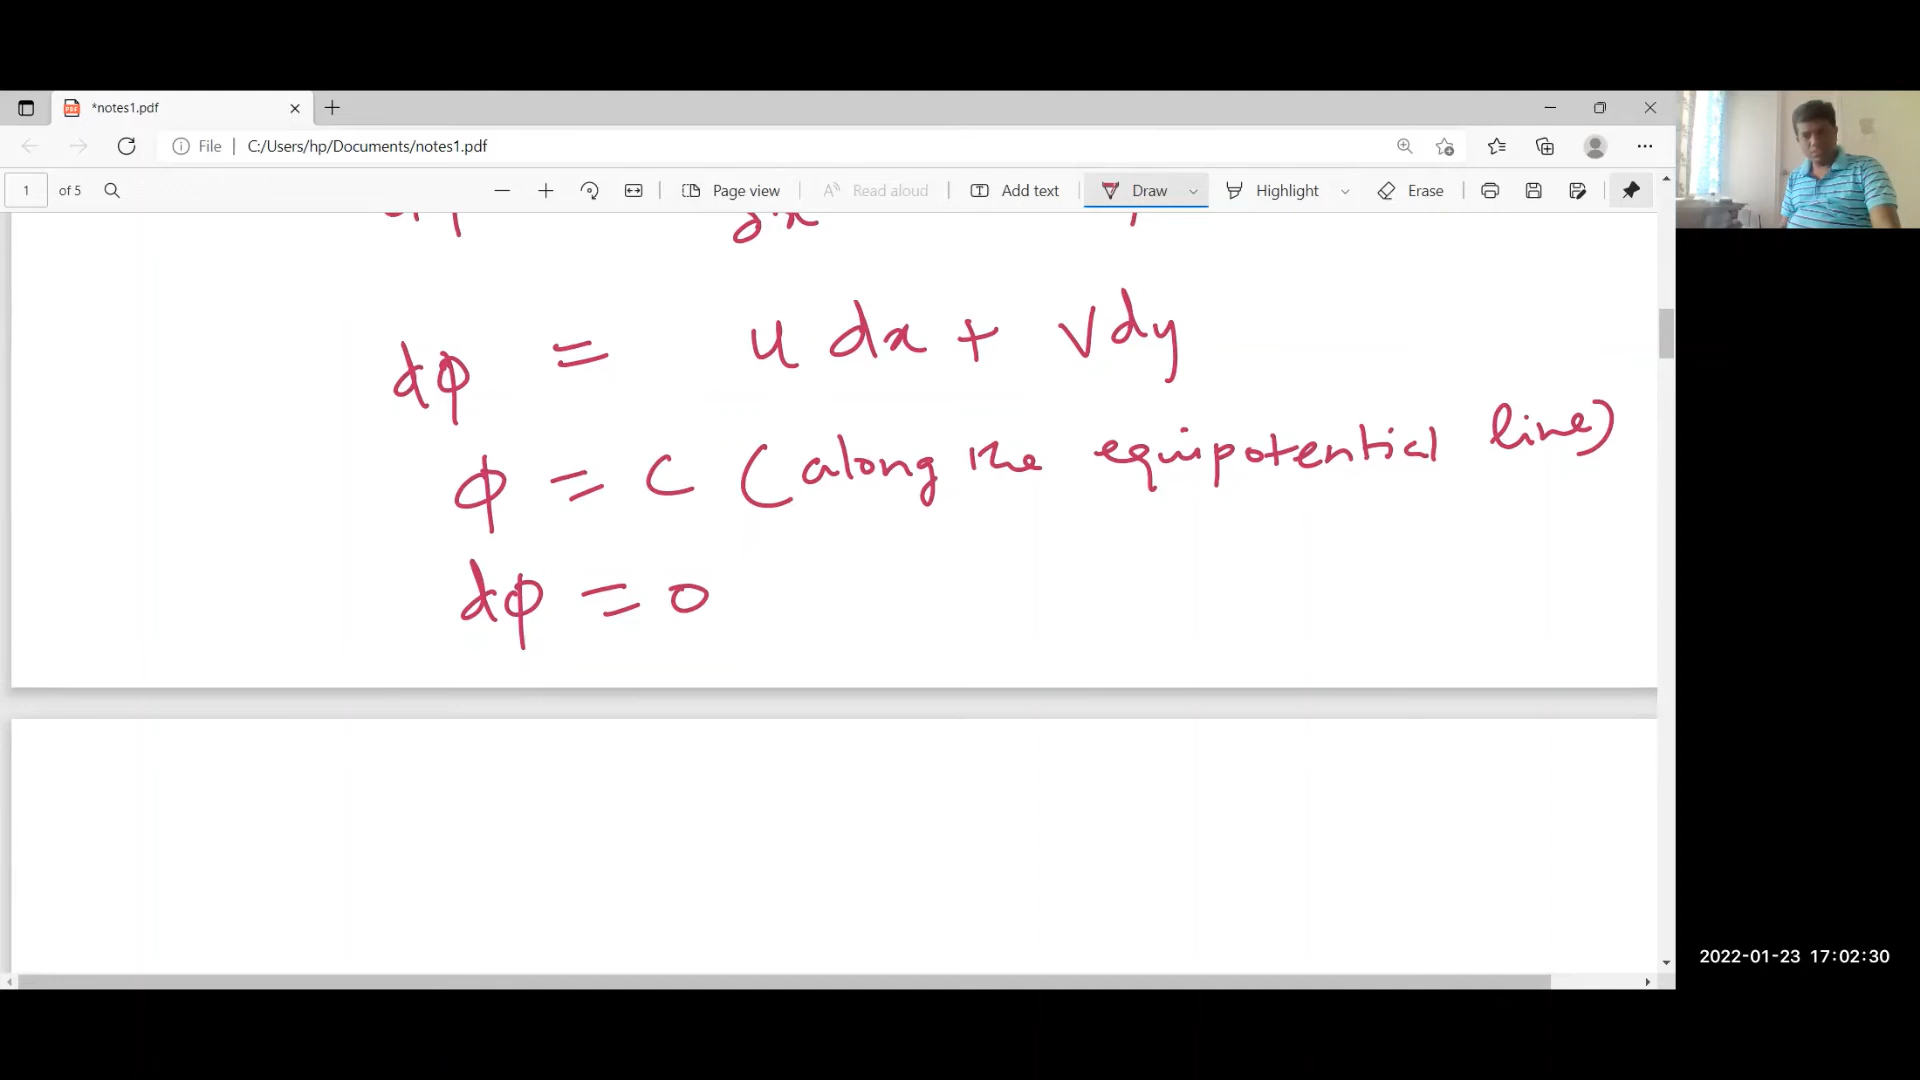 *notes1.pdf
File C:/Users/hp/Documents/notes1.pdf
1 of 5 Page view Read aloud Add text Draw Highlight Erase
dφ = u dx + v dy
φ = c (along the equipotential line)
dφ = 0
2022-01-23 17:02:30